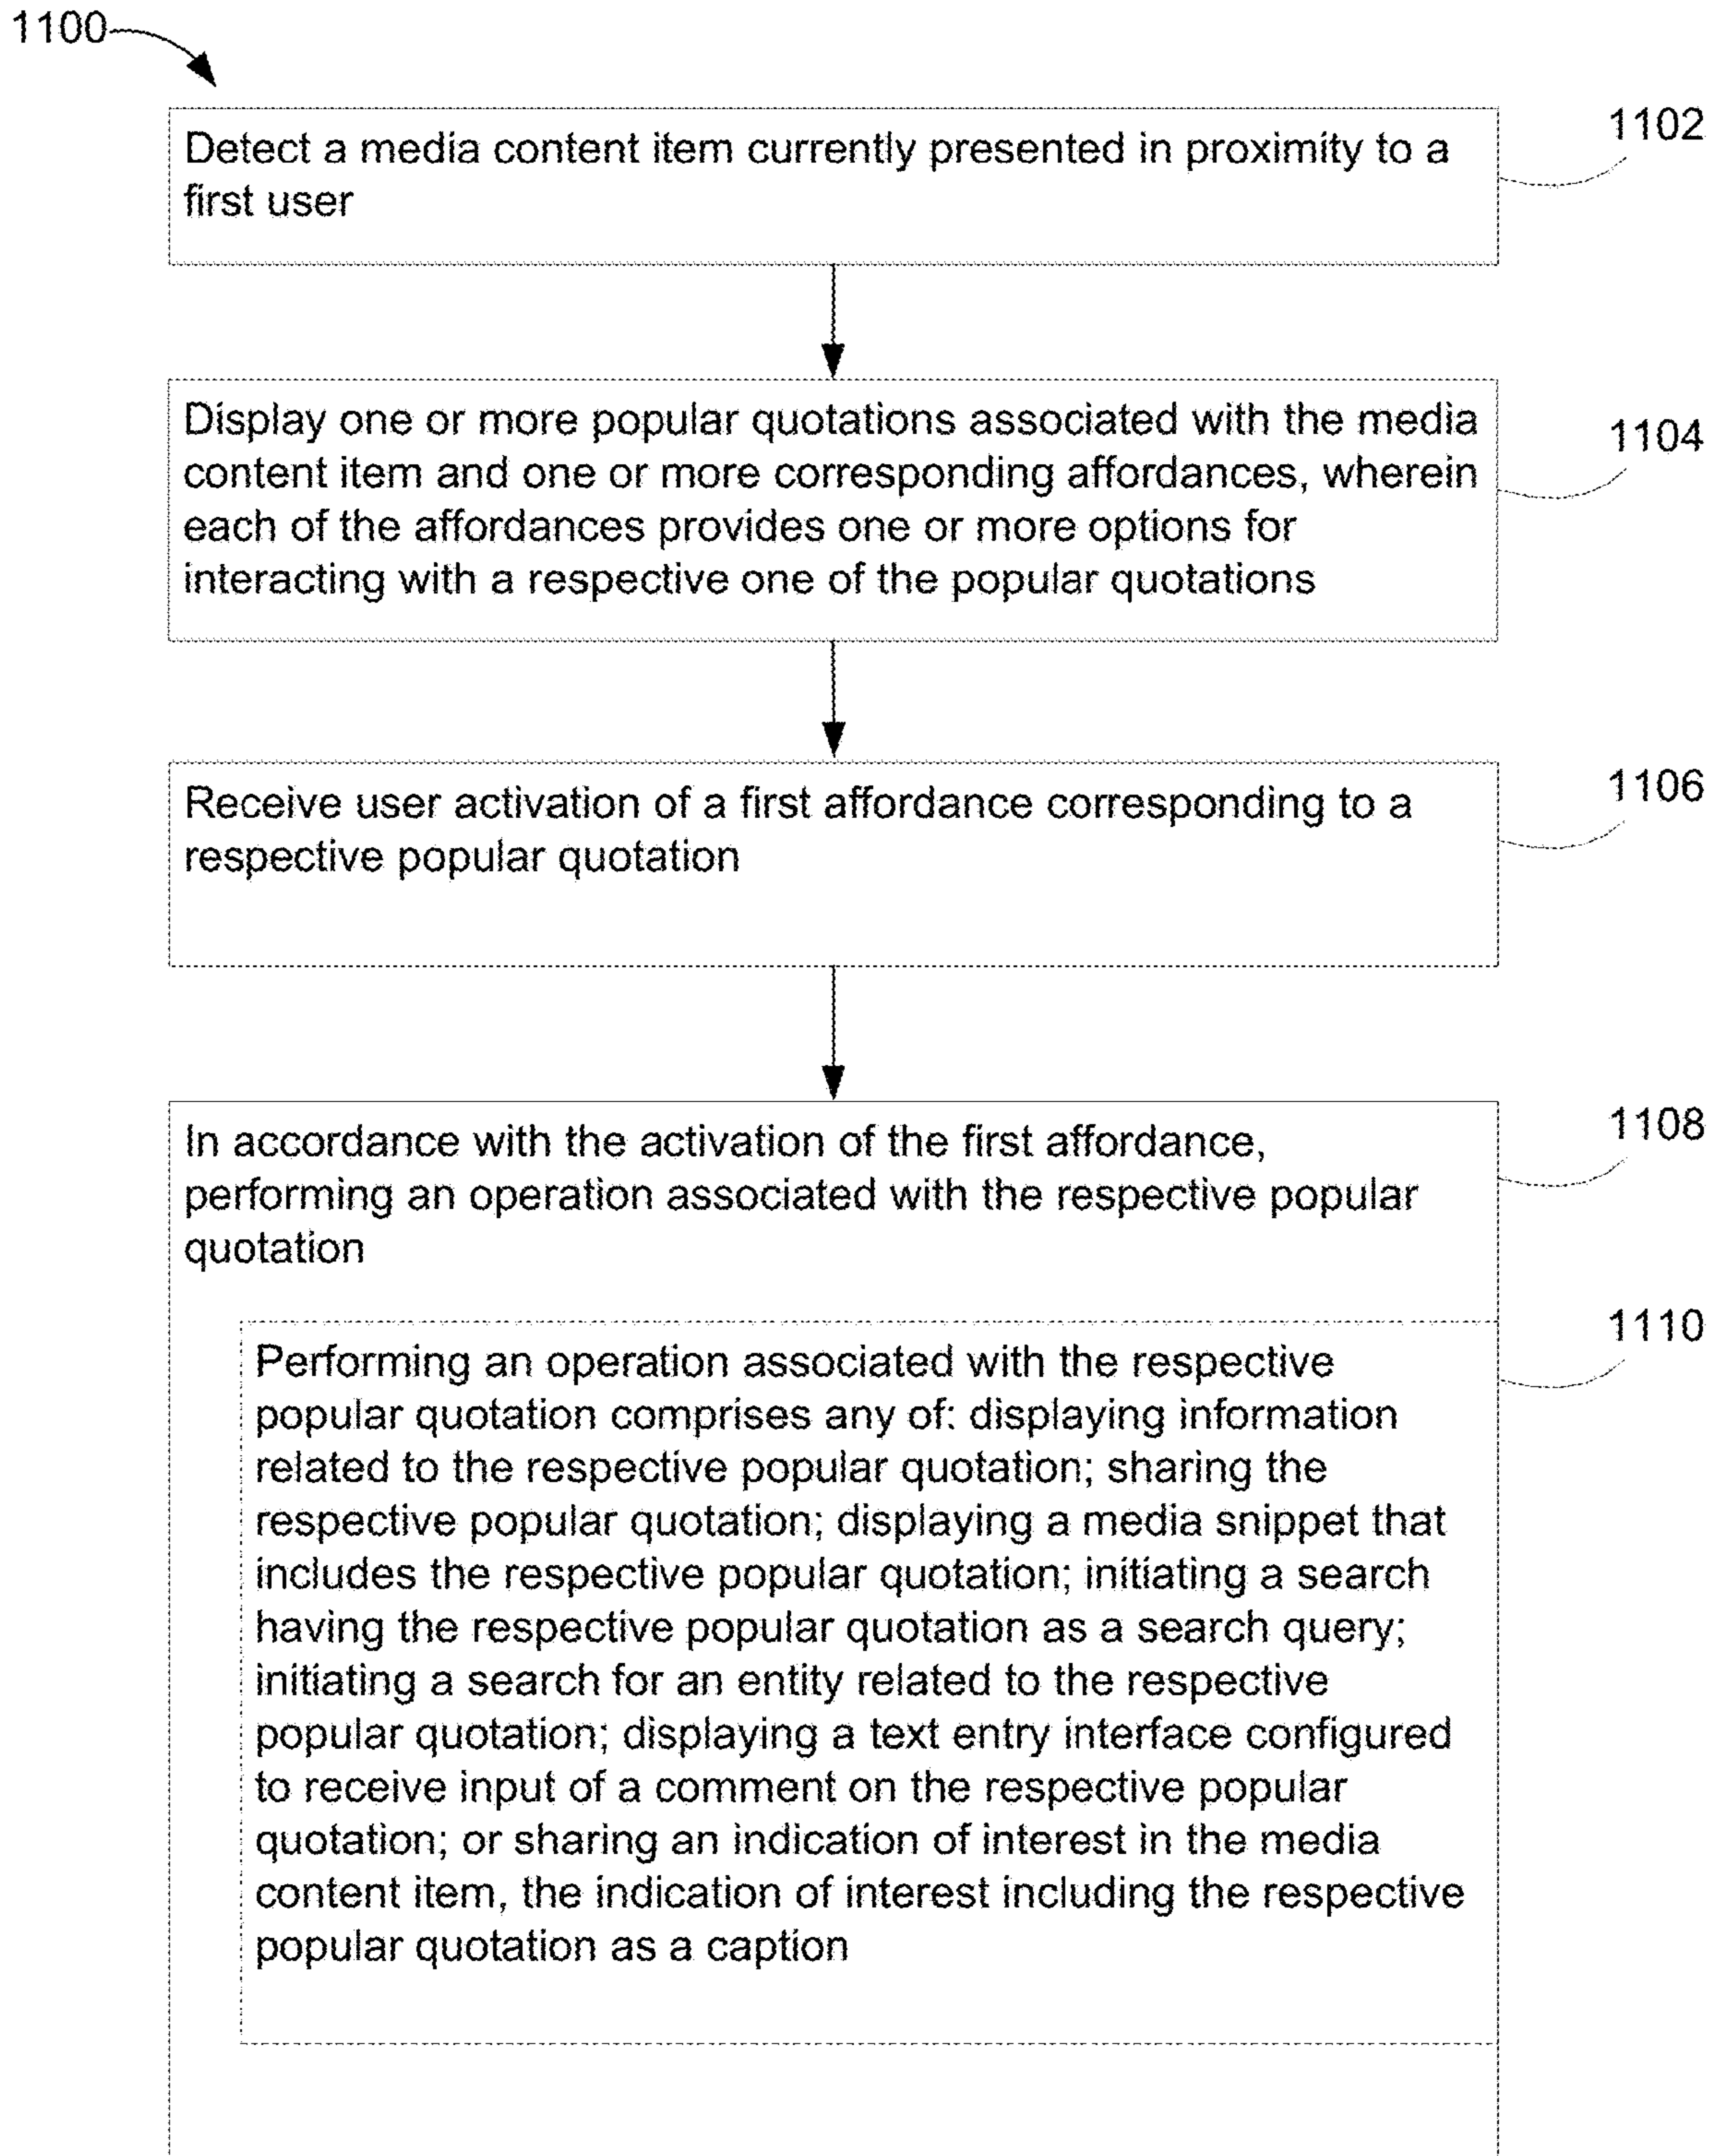 1100
Detect a media content item currently presented in proximity to a
first user
1102
Display one or more popular quotations associated with the media
content item and one or more corresponding affordances, wherein
each of the affordances provides one or more options for
interacting with a respective one of the popular quotations
1104
Receive user activation of a first affordance corresponding to a
respective popular quotation
1106
In accordance with the activation of the first affordance,
performing an operation associated with the respective popular
quotation
1108
Performing an operation associated with the respective
popular quotation comprises any of: displaying information
related to the respective popular quotation; sharing the
respective popular quotation; displaying a media snippet that
includes the respective popular quotation; initiating a search
having the respective popular quotation as a search query;
initiating a search for an entity related to the respective
popular quotation; displaying a text entry interface configured
to receive input of a comment on the respective popular
quotation; or sharing an indication of interest in the media
content item, the indication of interest including the respective
popular quotation as a caption
1110